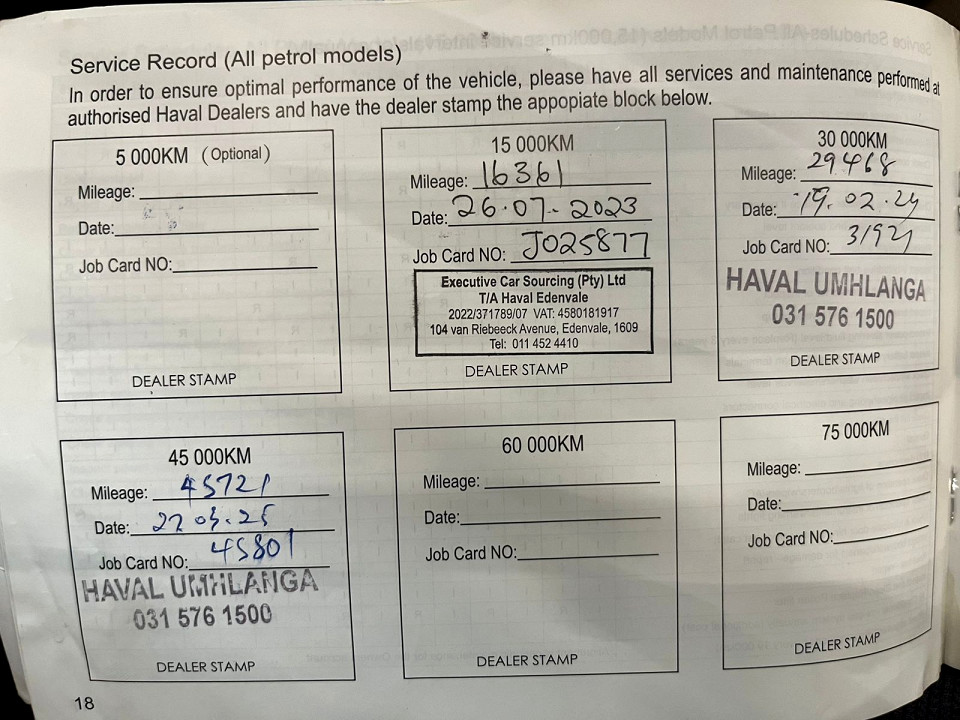 Service Record (All petrol models)
In order to ensure optimal performance of the vehicle, please have all services and maintenance performed at
authorised Haval Dealers and have the dealer stamp the appopiate block below.
5 000KM (Optional)
Mileage:
Date:
Job Card NO:
DEALER STAMP
15 000KM
Mileage: 16361
Date: 26.07.2023
Job Card NO: J025877
Executive Car Sourcing (Pty) Ltd
T/A Haval Edenvale
2022/371789/07 VAT: 4580181917
104 van Riebeeck Avenue, Edenvale, 1609
Tel: 011 452 4410
DEALER STAMP
30 000KM
Mileage: 29468
Date: 19.02.24
Job Card NO:
HAVAL UMHLANGA
031 576 1500
DEALER STAMP
45 000KM
Mileage: 45721
Date:
Job Card NO: 45801
HAVAL UMHLANGA
031 576 1500
DEALER STAMP
60 000KM
Mileage:
Date:
Job Card NO:
DEALER STAMP
75 000KM
Mileage:
Date:
Job Card NO:
DEALER STAMP
18